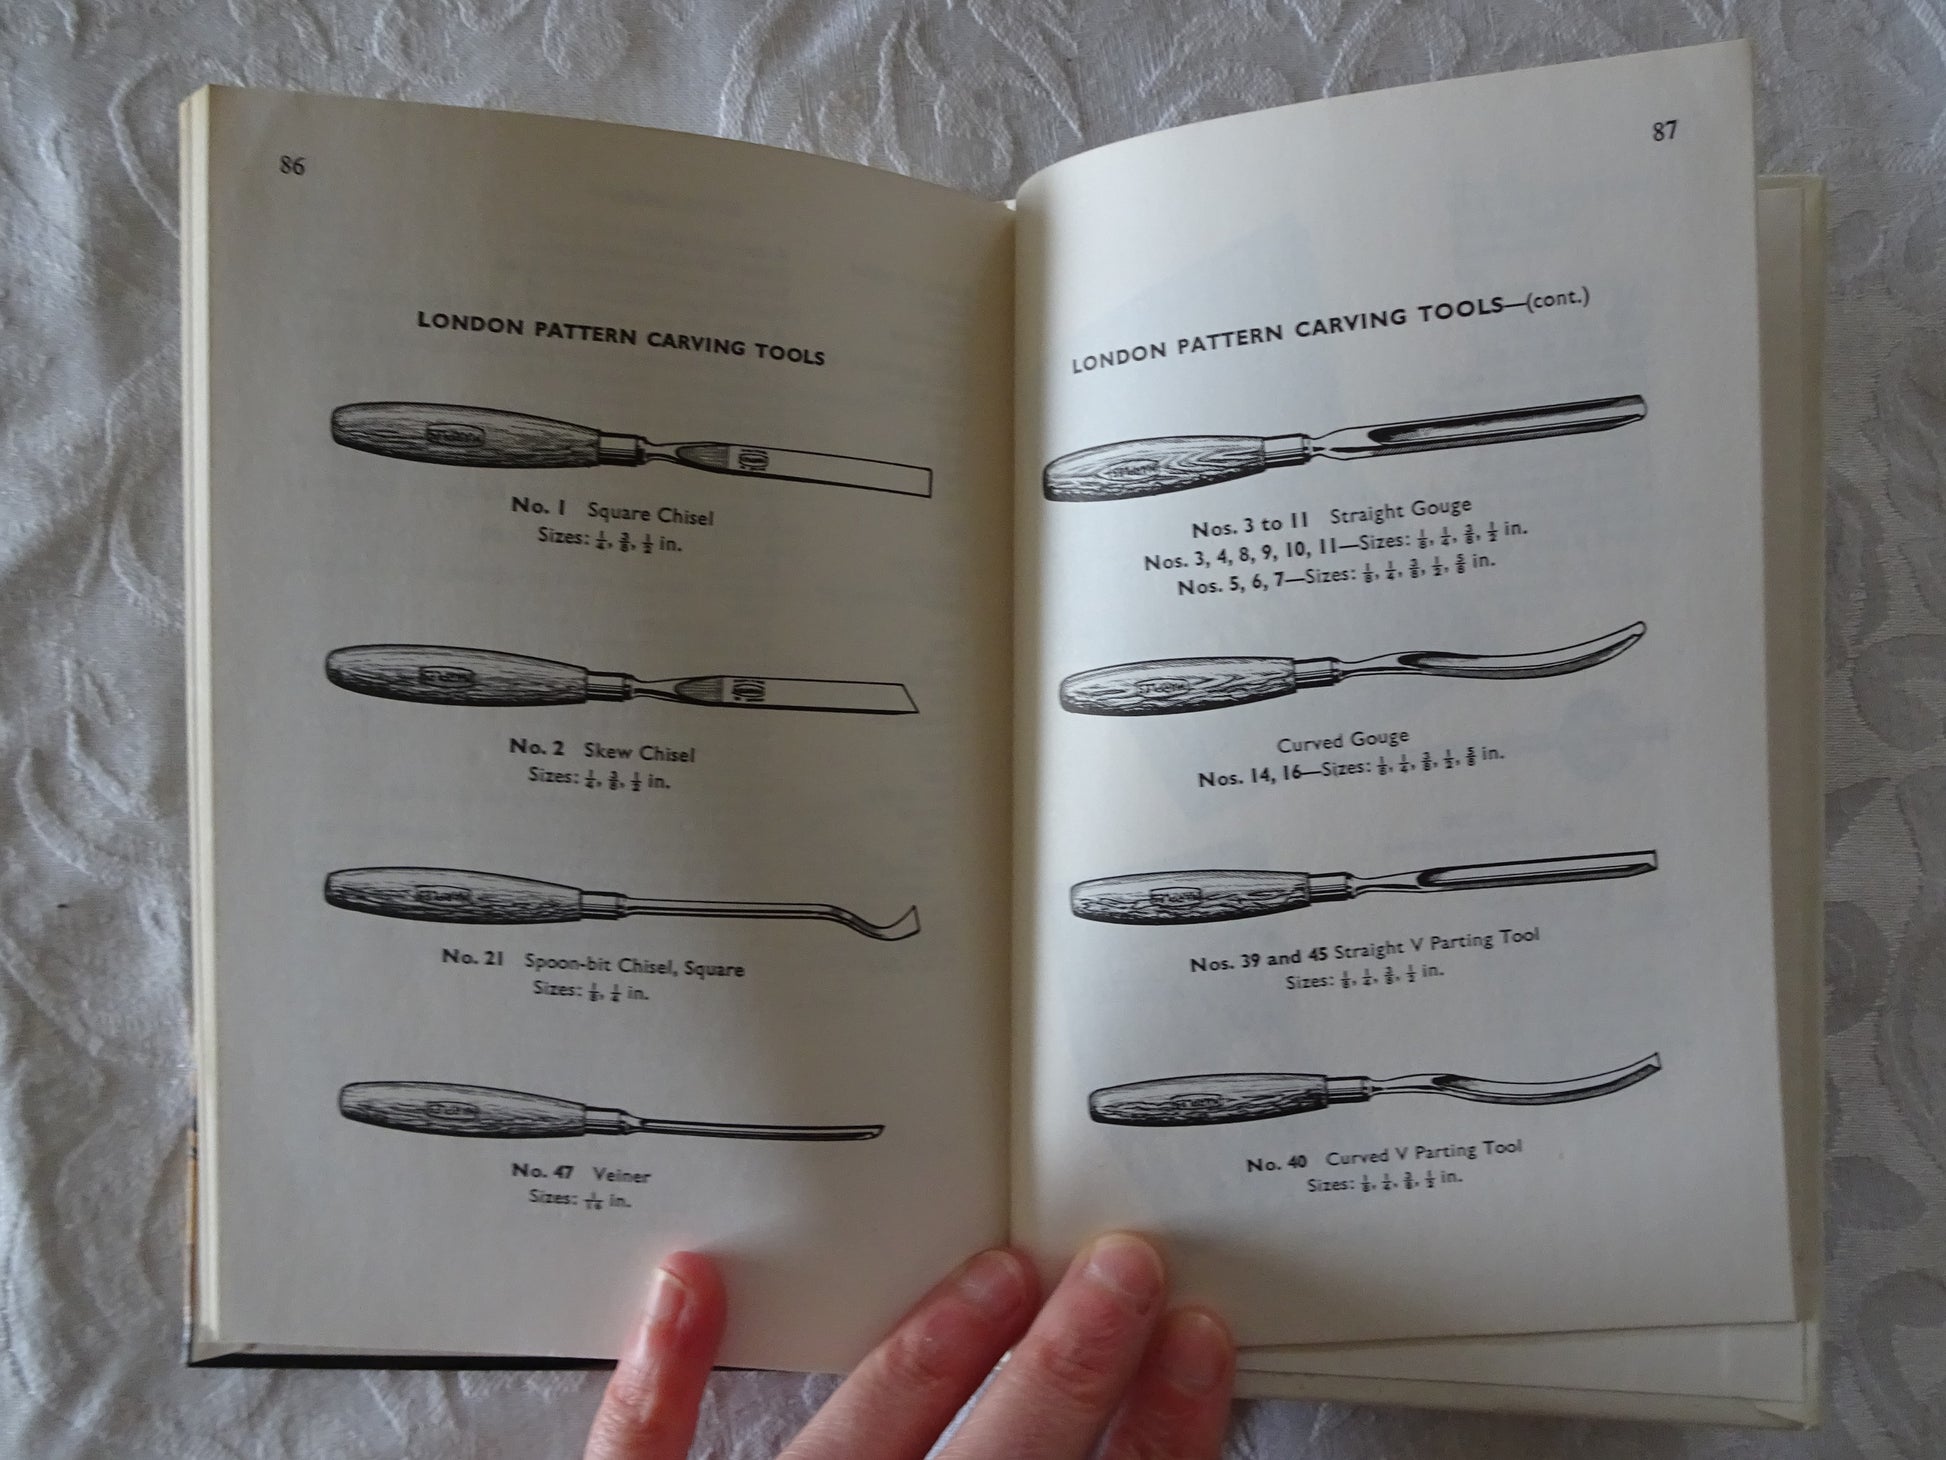 86
LONDON PATTERN CARVING TOOLS
No. 1 Square Chisel
Sizes: ¼, ⅜, ½ in.
No. 2 Skew Chisel
Sizes: ¼, ⅜, ½ in.
No. 21 Spoon-bit Chisel, Square
Sizes: ⅛, ¼ in.
No. 47 Veiner
Sizes: 1/16 in.
87
LONDON PATTERN CARVING TOOLS—(cont.)
Nos. 3 to 11 Straight Gouge
Nos. 3, 4, 8, 9, 10, 11—Sizes: ⅛, ¼, ⅜, ½ in.
Nos. 5, 6, 7—Sizes: ⅛, ¼, ⅜, ½, ⅝ in.
Curved Gouge
Nos. 14, 16—Sizes: ⅛, ¼, ⅜, ½, ⅝ in.
Nos. 39 and 45 Straight V Parting Tool
Sizes: ⅛, ¼, ⅜, ½ in.
No. 40 Curved V Parting Tool
Sizes: ⅛, ¼, ⅜, ½ in.